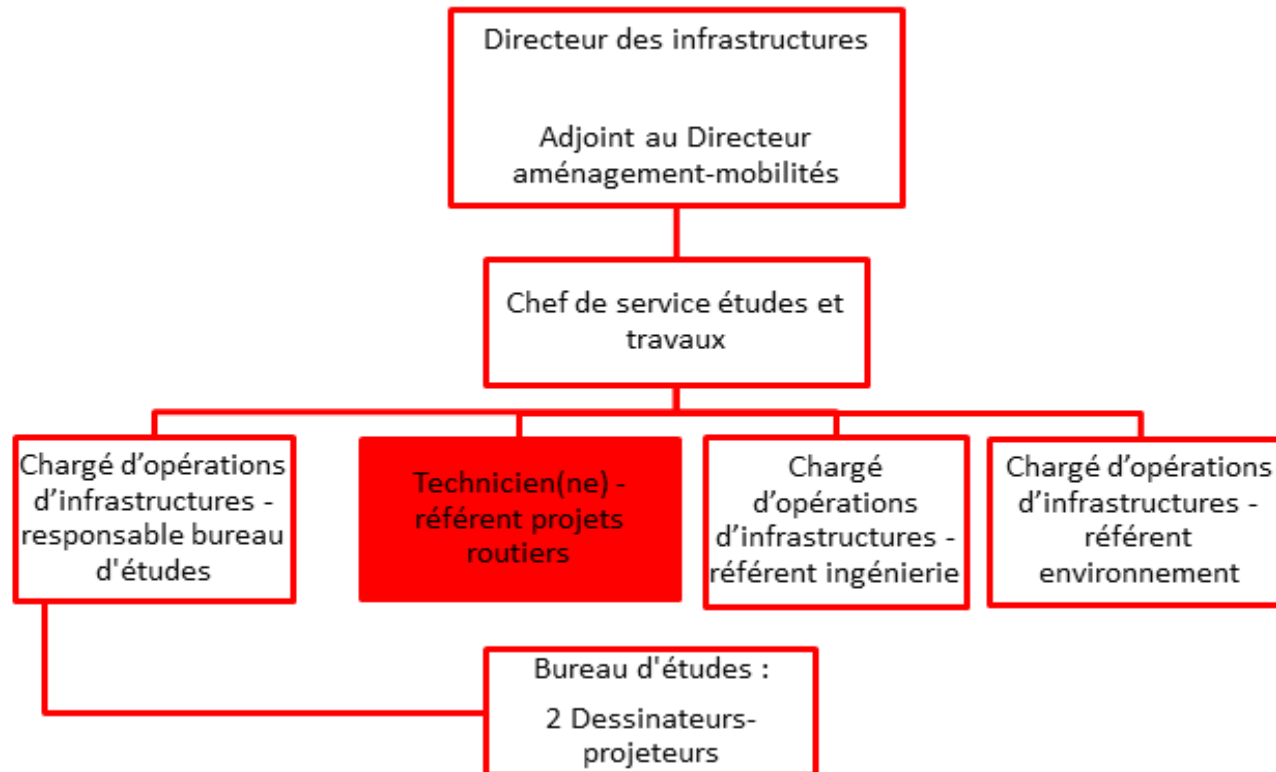 Directeur des infrastructures
Adjoint au Directeur
aménagement-mobilités
Chef de service études et
travaux
Chargé d’opérations
d’infrastructures -
responsable bureau
d'études
Technicien(ne) -
référent projets
routiers
Chargé
d’opérations
d’infrastructures -
référent ingénierie
Chargé d’opérations
d’infrastructures -
référent
environnement
Bureau d'études :
2 Dessinateurs-
projeteurs